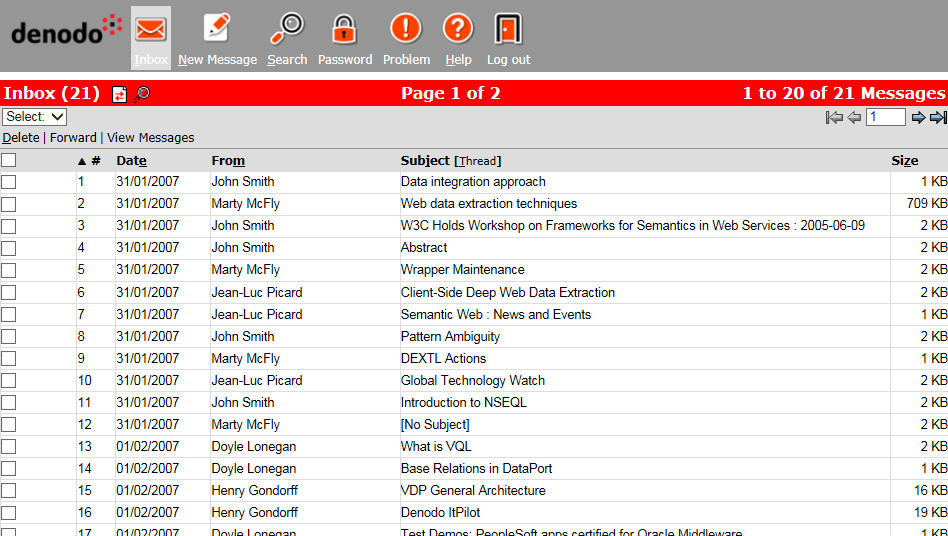 denodo
Inbox New Message Search Password Problem Help Log out
Inbox (21) Page 1 of 2 1 to 20 of 21 Messages
Select: 1
Delete | Forward | View Messages
# Date From Subject [Thread] Size
1 31/01/2007 John Smith Data integration approach 1 KB
2 31/01/2007 Marty McFly Web data extraction techniques 709 KB
3 31/01/2007 John Smith W3C Holds Workshop on Frameworks for Semantics in Web Services : 2005-06-09 2 KB
4 31/01/2007 John Smith Abstract 2 KB
5 31/01/2007 Marty McFly Wrapper Maintenance 2 KB
6 31/01/2007 Jean-Luc Picard Client-Side Deep Web Data Extraction 2 KB
7 31/01/2007 Jean-Luc Picard Semantic Web : News and Events 1 KB
8 31/01/2007 John Smith Pattern Ambiguity 2 KB
9 31/01/2007 Marty McFly DEXTL Actions 2 KB
10 31/01/2007 Jean-Luc Picard Global Technology Watch 2 KB
11 31/01/2007 John Smith Introduction to NSEQL 2 KB
12 31/01/2007 Marty McFly [No Subject] 2 KB
13 01/02/2007 Doyle Lonegan What is VQL 2 KB
14 01/02/2007 Doyle Lonegan Base Relations in DataPort 1 KB
15 01/02/2007 Henry Gondorff VDP General Architecture 16 KB
16 01/02/2007 Henry Gondorff Denodo ItPilot 19 KB
17 01/02/2007 Doyle Lonegan Test Demos: PeopleSoft apps certified for Oracle Middleware 1 KB